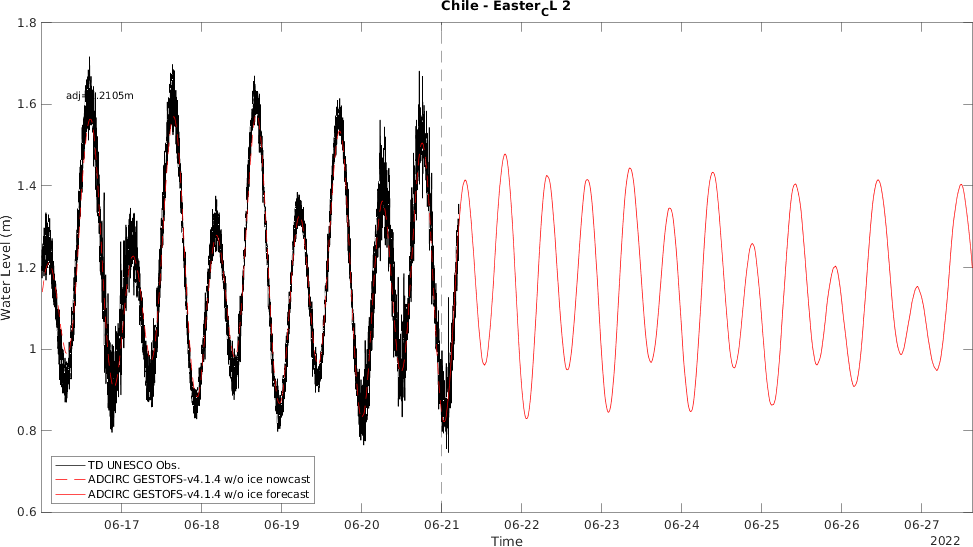 Chile - EasterCL 2
1.8
1.6
1.4
1.2
1
0.8
0.6
Water Level (m)
.2105m
TD UNESCO Obs.
ADCIRC GESTOFS-v4.1.4 w/o ice nowcast
ADCIRC GESTOFS-v4.1.4 w/o ice forecast
06-17 06-18 06-19 06-20 06-21 06-22 06-23 06-24 06-25 06-26 06-27
Time
2022